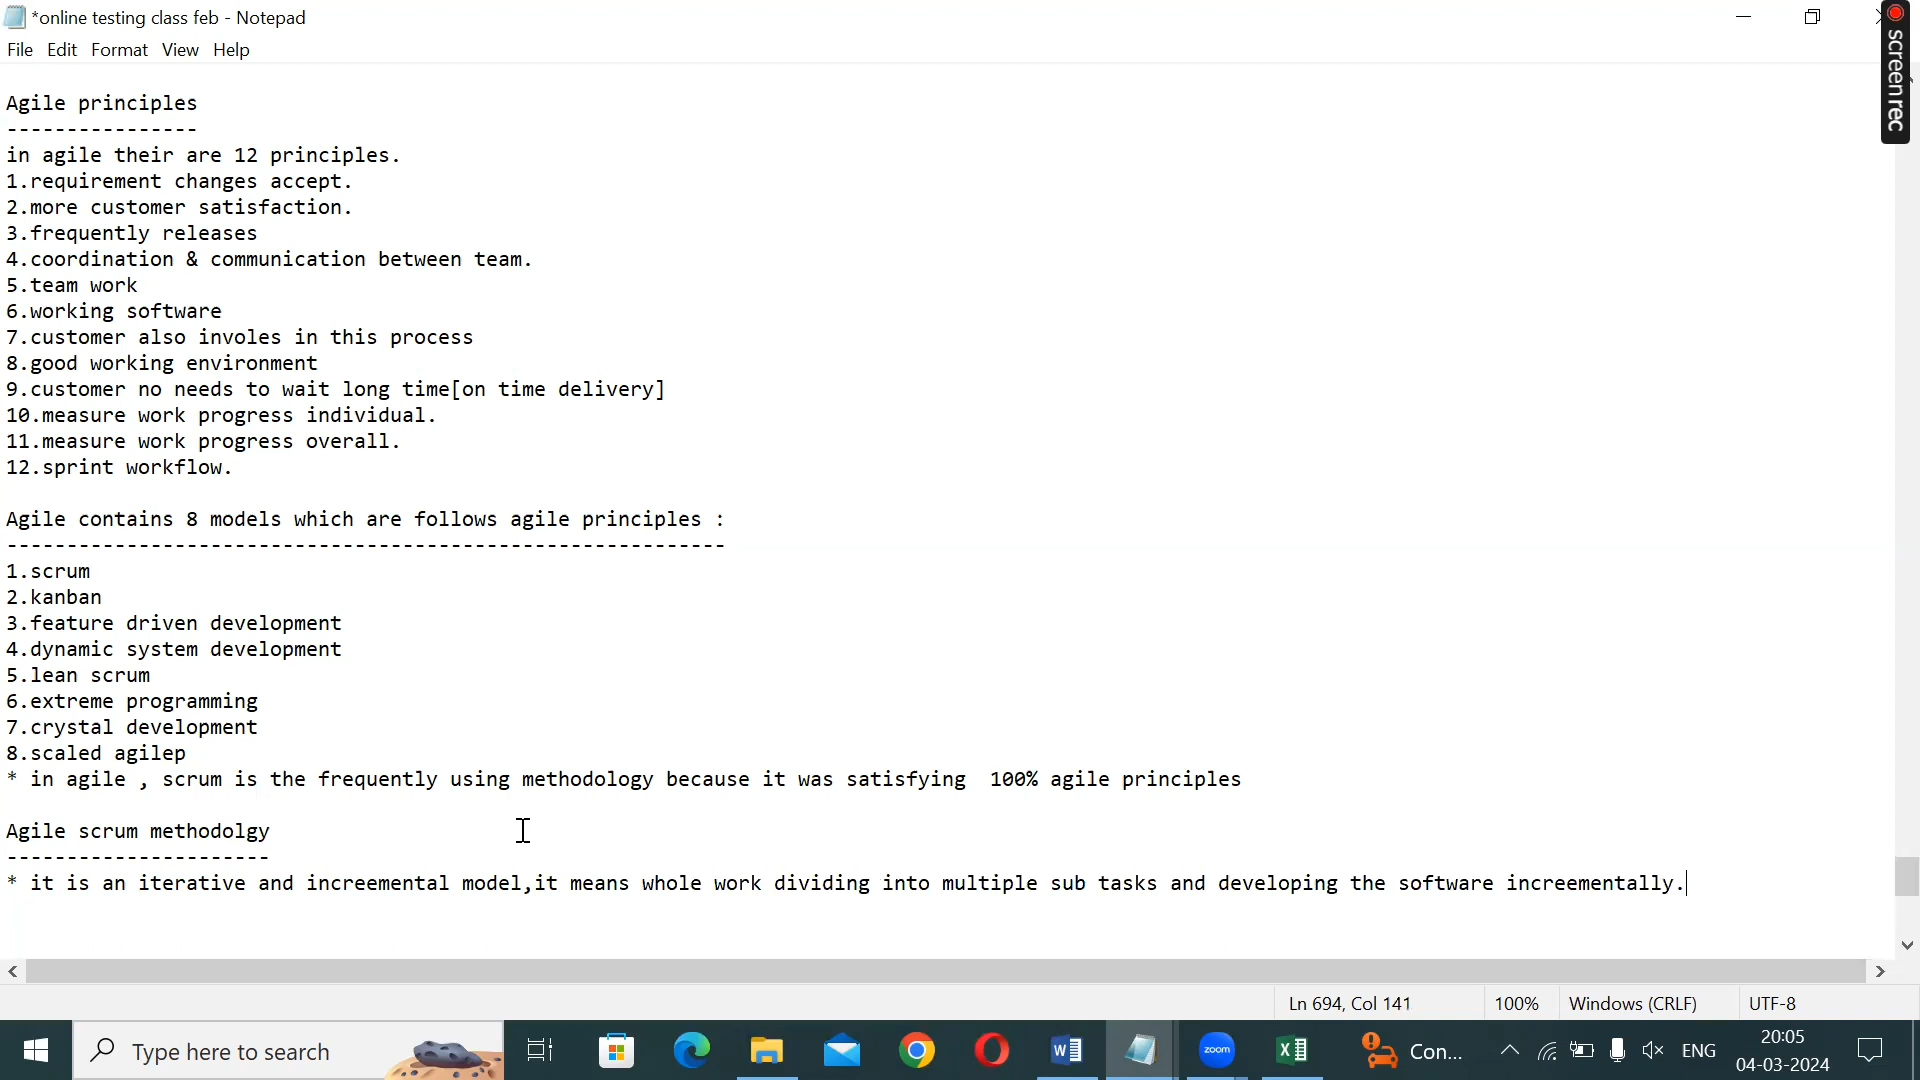 *online testing class feb - Notepad
File Edit Format View Help
screenrec
Agile principles
----------------
in agile their are 12 principles.
1.requirement changes accept.
2.more customer satisfaction.
3.frequently releases
4.coordination & communication between team.
5.team work
6.working software
7.customer also involes in this process
8.good working environment
9.customer no needs to wait long time[on time delivery]
10.measure work progress individual.
11.measure work progress overall.
12.sprint workflow.
Agile contains 8 models which are follows agile principles :
------------------------------------------------------------
1.scrum
2.kanban
3.feature driven development
4.dynamic system development
5.lean scrum
6.extreme programming
7.crystal development
8.scaled agilep
* in agile , scrum is the frequently using methodology because it was satisfying  100% agile principles
Agile scrum methodolgy
----------------------
* it is an iterative and increemental model,it means whole work dividing into multiple sub tasks and developing the software increementally.
Ln 694, Col 141 100% Windows (CRLF) UTF-8
Type here to search zoom Con... ENG 20:05
04-03-2024